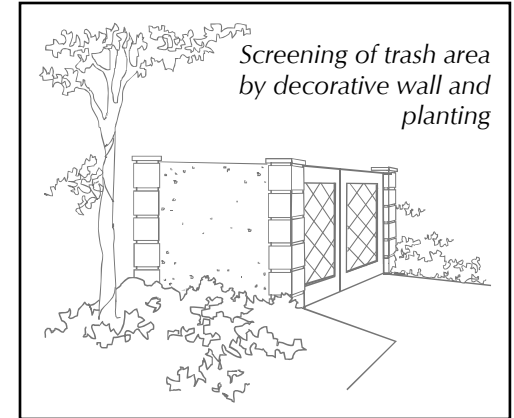 Screening of trash area
by decorative wall and
planting